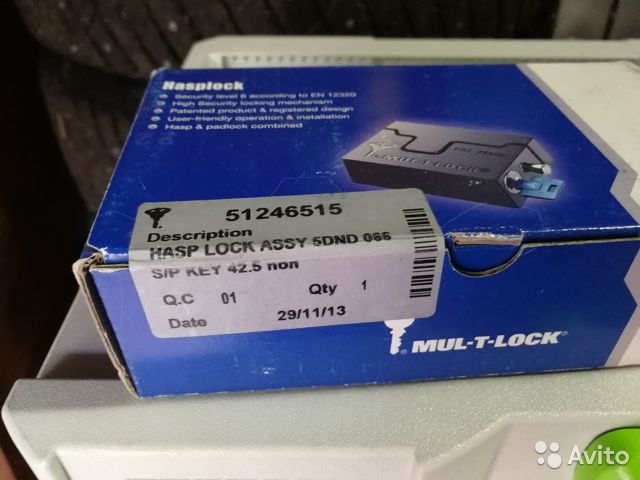 Hasplock
Security level 6 according to EN 12320
High Security locking mechanism
Patented product & registered design
User-friendly operation & installation
Hasp & padlock combined
MUL-T-LOCK®
51246515
Description
HASP LOCK ASSY 5DND 066
S/P KEY 42.5 non
Q.C 01 Qty 1
Date 29/11/13
MUL-T-LOCK®
Avito